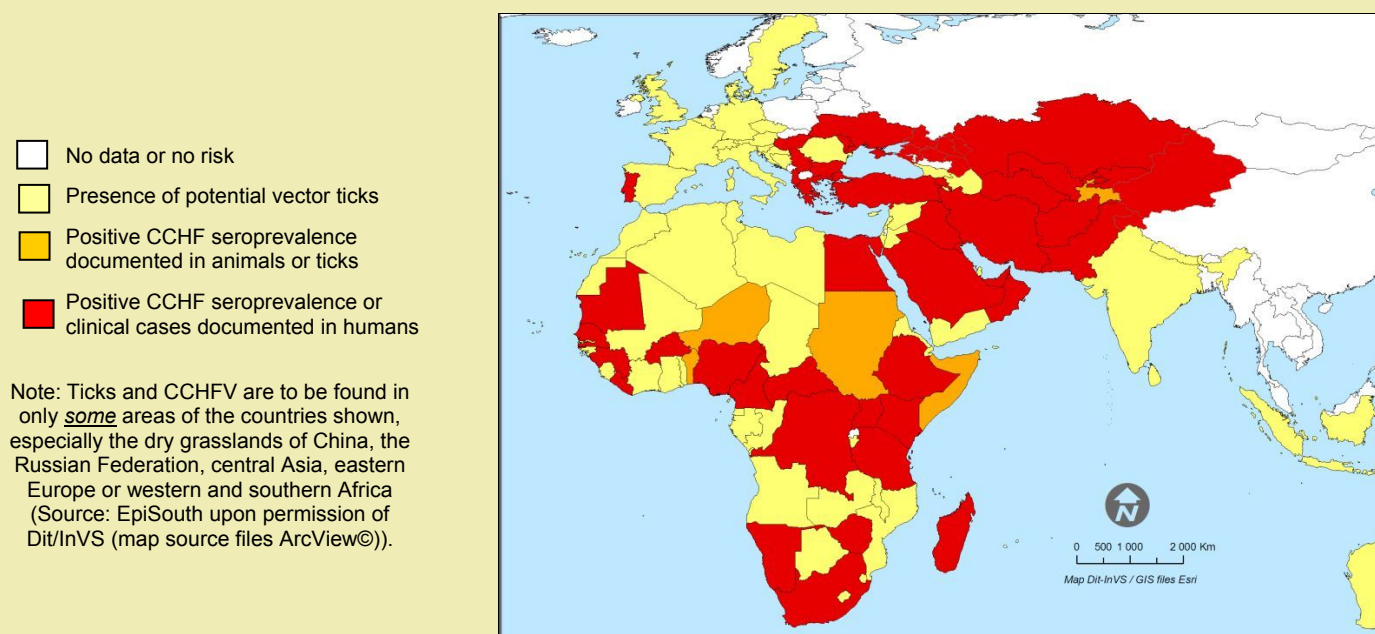 No data or no risk
Presence of potential vector ticks
Positive CCHF seroprevalence
documented in animals or ticks
Positive CCHF seroprevalence or
clinical cases documented in humans
Note: Ticks and CCHFV are to be found in
only some areas of the countries shown,
especially the dry grasslands of China, the
Russian Federation, central Asia, eastern
Europe or western and southern Africa
(Source: EpiSouth upon permission of
Dit/InVS (map source files ArcView©)).
N
0 500 1 000 2 000 Km
Map Dit-InVS / GIS files Esri